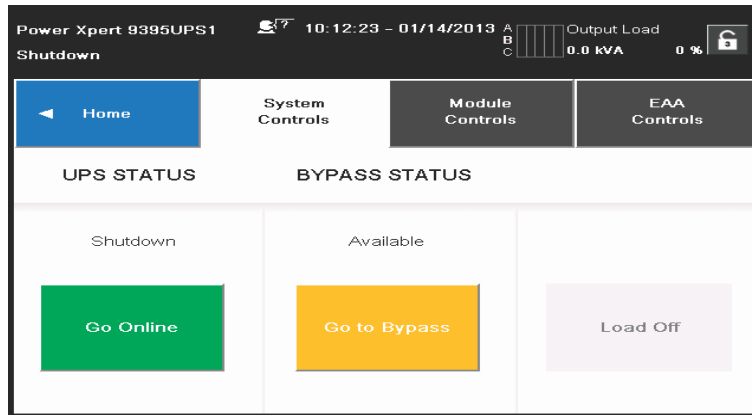 Power Xpert 9395UPS1
Shutdown
? 10:12:23 - 01/14/2013
A
B
C
Output Load
0.0 kVA 0 %
Home
System
Controls
Module
Controls
EAA
Controls
UPS STATUS
BYPASS STATUS
Shutdown
Available
Go Online
Go to Bypass
Load Off